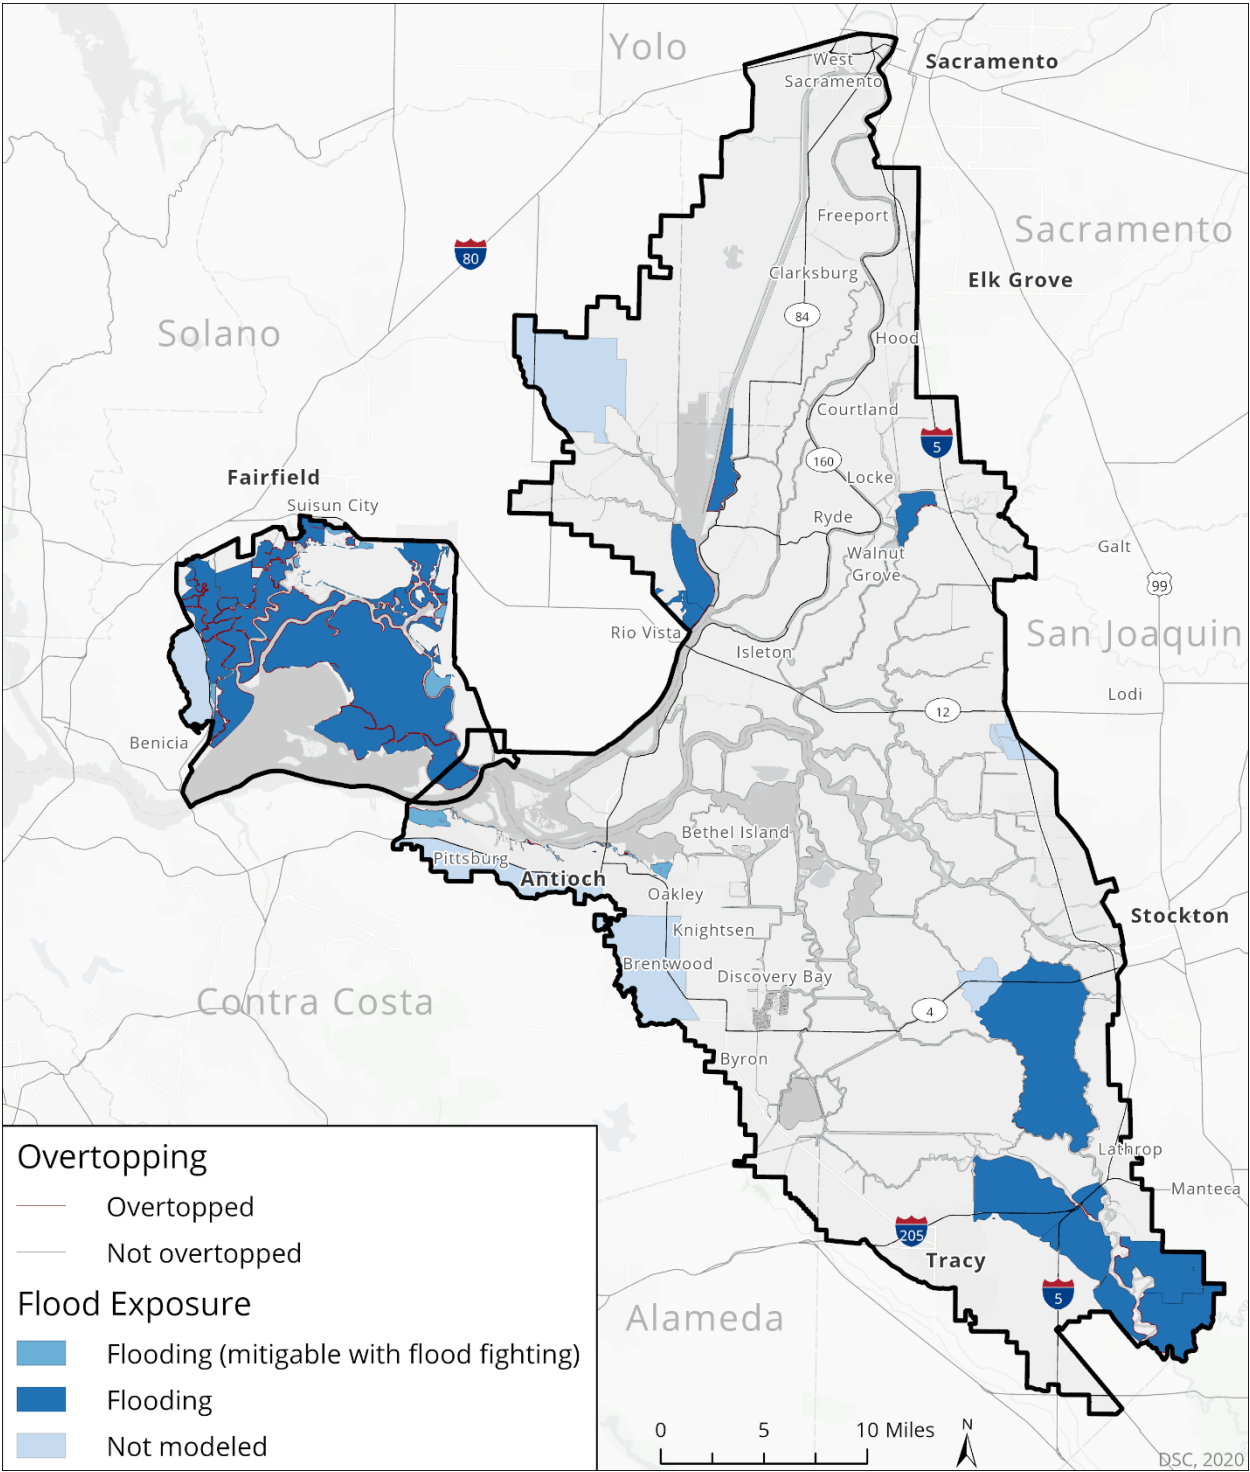 Yolo
West
Sacramento
Sacramento
Freeport
Sacramento
80
Clarksburg
Elk Grove
84
Solano
Hood
Courtland
5
160
Fairfield
Locke
Suisun City
Ryde
Galt
Walnut
Grove
99
Rio Vista
San Joaquin
Isleton
Lodi
12
Benicia
Bethel Island
Pittsburg
Antioch
Oakley
Stockton
Knightsen
Brentwood
Discovery Bay
Contra Costa
4
Byron
Lathrop
Manteca
205
Tracy
5
Alameda
Overtopping
Overtopped
Not overtopped
Flood Exposure
Flooding (mitigable with flood fighting)
Flooding
Not modeled
0 5 10 Miles
N
DSC, 2020